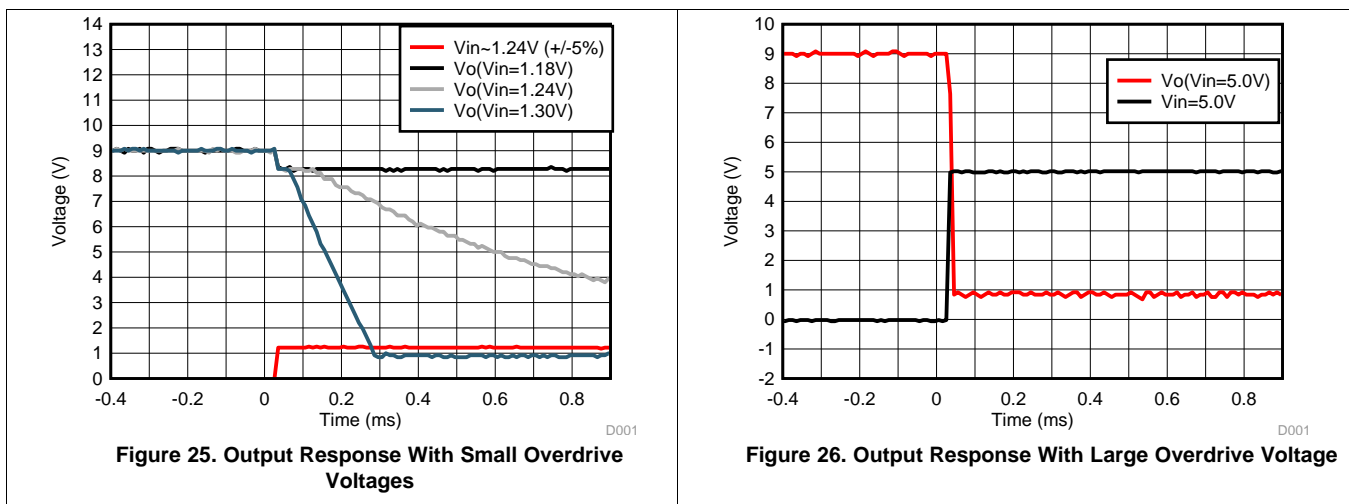 14
13
12
11
10
9
8
7
6
5
4
3
2
1
0
Voltage (V)
Vin~1.24V (+/-5%)
Vo(Vin=1.18V)
Vo(Vin=1.24V)
Vo(Vin=1.30V)
-0.4 -0.2 0 0.2 0.4 0.6 0.8
Time (ms)
D001
Figure 25. Output Response With Small Overdrive
Voltages
10
9
8
7
6
5
4
3
2
1
0
-1
-2
Voltage (V)
Vo(Vin=5.0V)
Vin=5.0V
-0.4 -0.2 0 0.2 0.4 0.6 0.8
Time (ms)
D001
Figure 26. Output Response With Large Overdrive Voltage